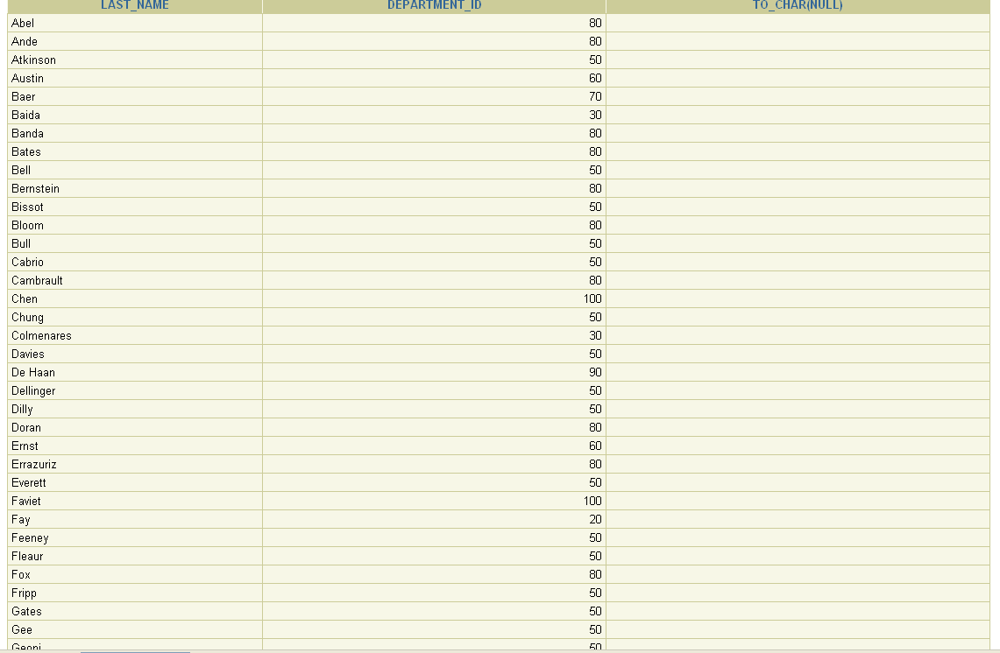 LAST_NAME DEPARTMENT_ID TO_CHAR(NULL)
Abel 80
Ande 80
Atkinson 50
Austin 60
Baer 70
Baida 30
Banda 80
Bates 80
Bell 50
Bernstein 80
Bissot 50
Bloom 80
Bull 50
Cabrio 50
Cambrault 80
Chen 100
Chung 50
Colmenares 30
Davies 50
De Haan 90
Dellinger 50
Dilly 50
Doran 80
Ernst 60
Errazuriz 80
Everett 50
Faviet 100
Fay 20
Feeney 50
Fleaur 50
Fox 80
Fripp 50
Gates 50
Gee 50
Geoni 50